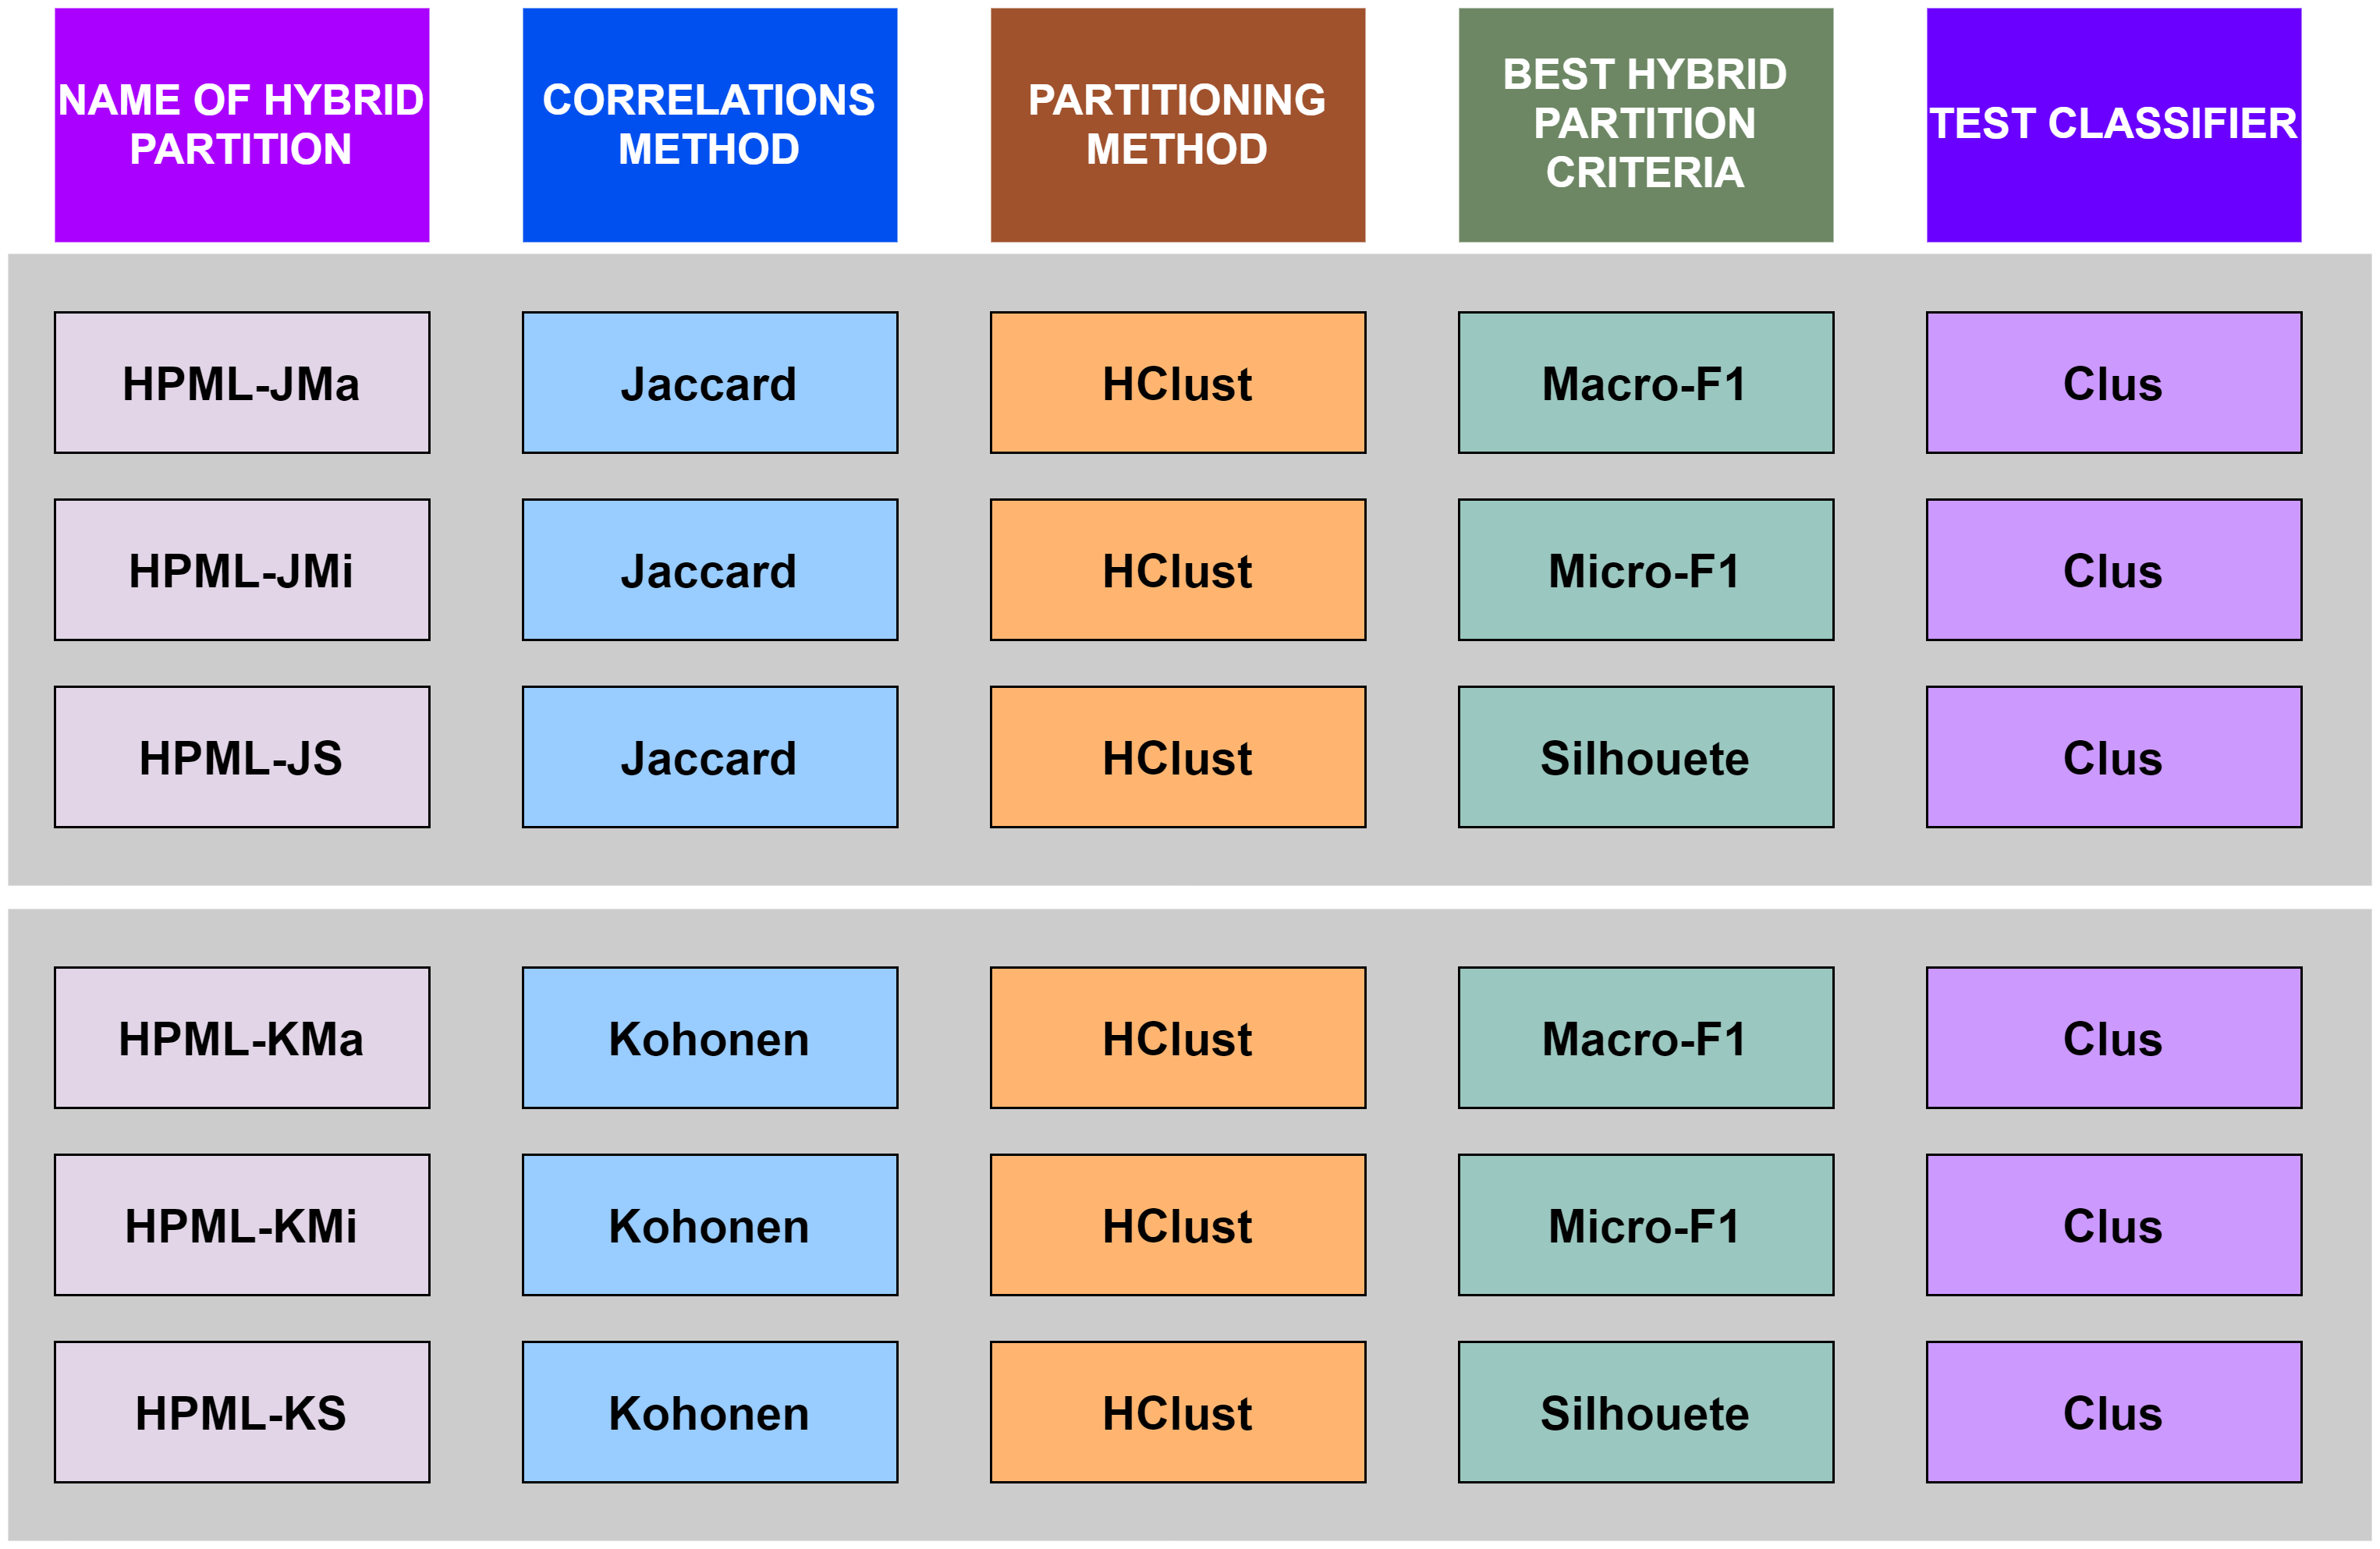 NAME OF HYBRID
PARTITION
CORRELATIONS
METHOD
PARTITIONING
METHOD
BEST HYBRID
PARTITION
CRITERIA
TEST CLASSIFIER
HPML-JMa
Jaccard
HClust
Macro-F1
Clus
HPML-JMi
Jaccard
HClust
Micro-F1
Clus
HPML-JS
Jaccard
HClust
Silhouete
Clus
HPML-KMa
Kohonen
HClust
Macro-F1
Clus
HPML-KMi
Kohonen
HClust
Micro-F1
Clus
HPML-KS
Kohonen
HClust
Silhouete
Clus